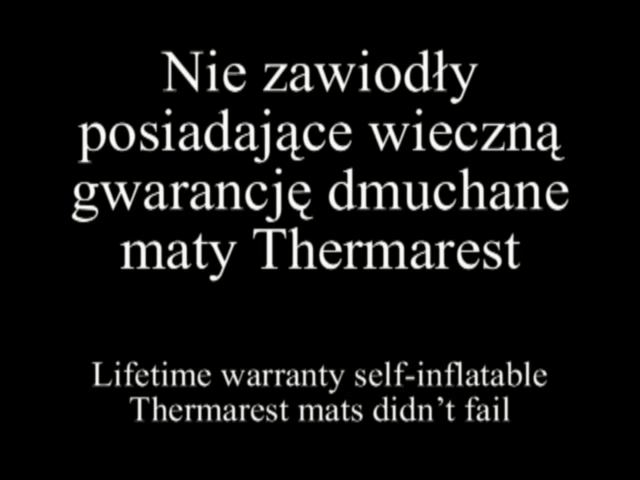 Nie zawiodły
posiadające wieczną
gwarancję dmuchane
maty Thermarest
Lifetime warranty self-inflatable
Thermarest mats didn’t fail